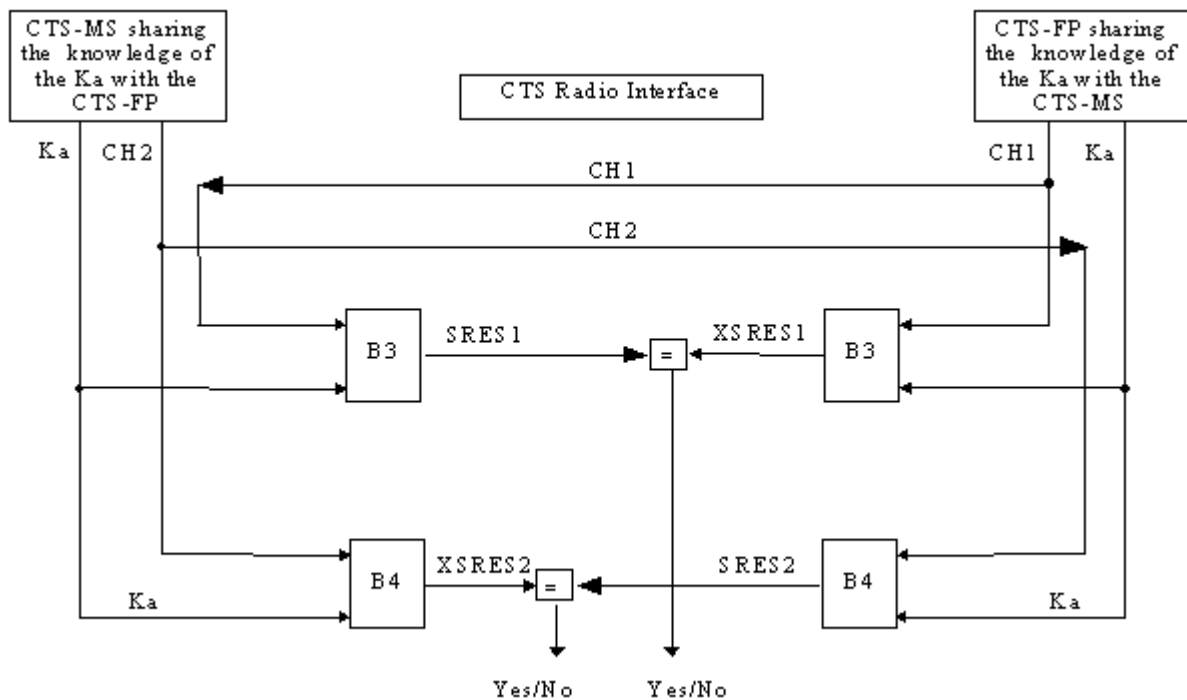 CTS-MS sharing
the knowledge of
the Ka with the
CTS-FP
CTS Radio Interface
CTS-FP sharing
the knowledge of
the Ka with the
CTS-MS
Ka
CH2
CH1
Ka
CH1
CH2
B3
SRES1
=
XSRES1
B3
B4
XSRES2
=
SRES2
B4
Ka
Ka
Yes/No
Yes/No